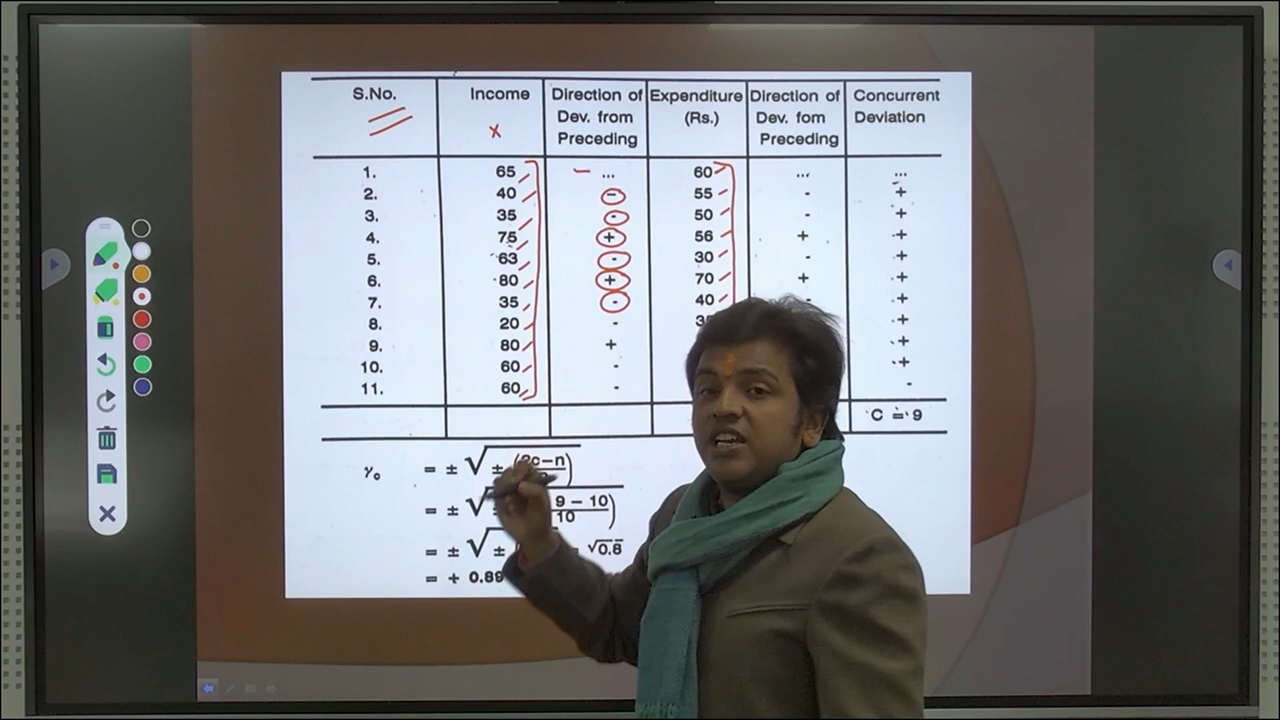 S.No. Income Direction of Dev. from Preceding Expenditure (Rs.) Direction of Dev. fom Preceding Concurrent Deviation
x
1. 65 ... 60 ... ...
2. 40 - 55 - +
3. 35 - 50 - +
4. 75 + 56 + +
5. 63 - 30 - +
6. 80 + 70 + +
7. 35 - 40 - +
8. 20 - +
9. 80 + +
10. 60 - +
11. 60 - -
C = 9
γ₀ = ± √ ± (2c–n)
= ± √ 9 – 10) 10
= ± √ ± √0.8
= + 0.89